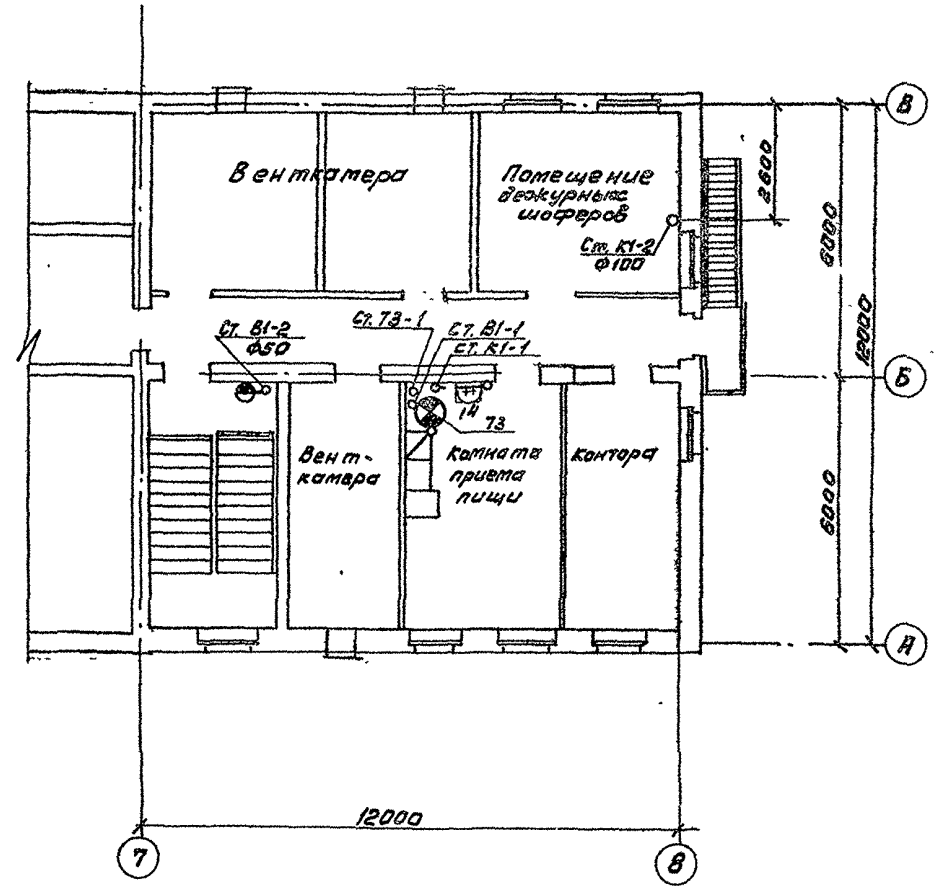 В
Венткамера
Помещение
дежурных
шоферов
2600
Ст. К1-2
Ф100
6000
12000
Ст. В1-2
Ф50
Ст. Т3-1
Ст. В1-1
Ст. К1-1
Б
14
Т3
Вент-
камера
Комната
приема
пищи
Контора
6000
А
12000
7
8